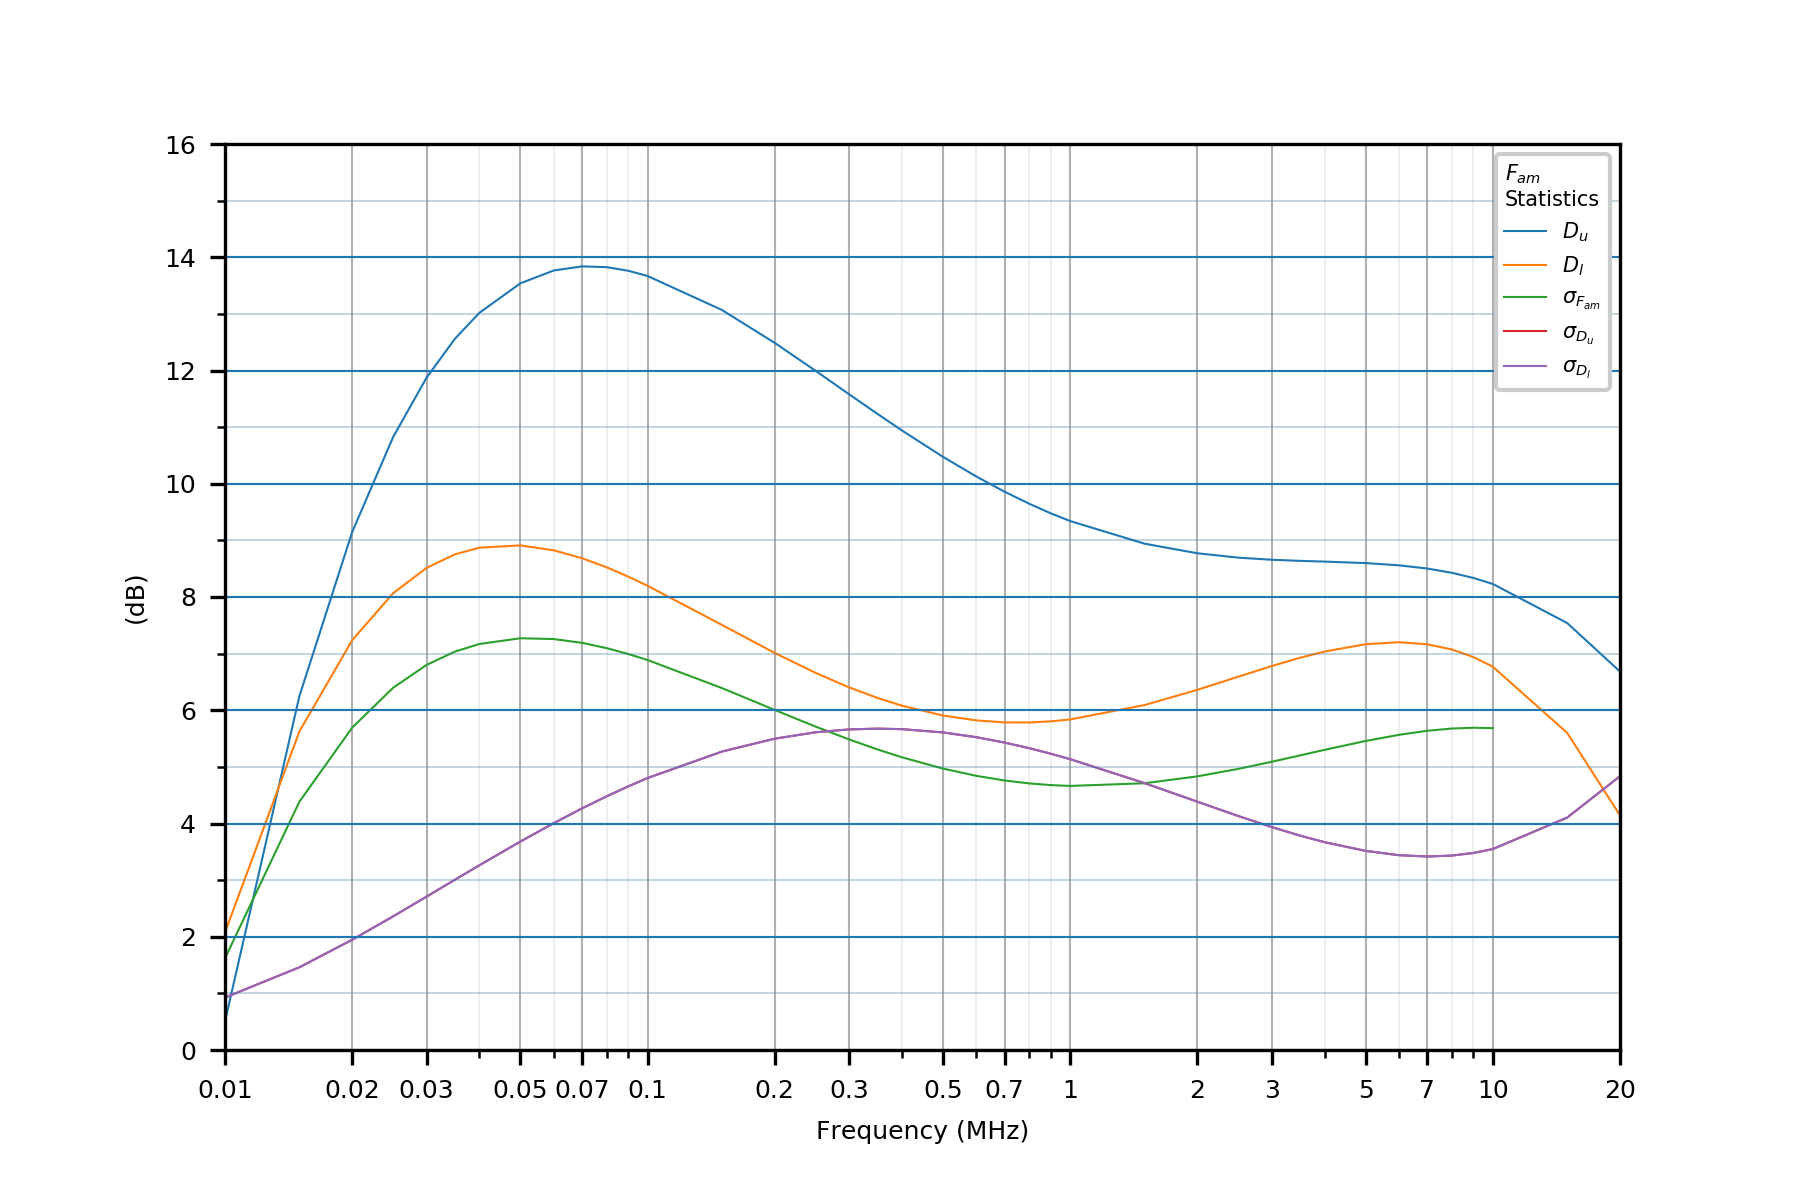 16
14
12
10
8
6
4
2
0
(dB)
F_am
Statistics
D_u
D_l
σ_F_am
σ_D_u
σ_D_l
0.01 0.02 0.03 0.05 0.07 0.1 0.2 0.3 0.5 0.7 1 2 3 5 7 10 20
Frequency (MHz)